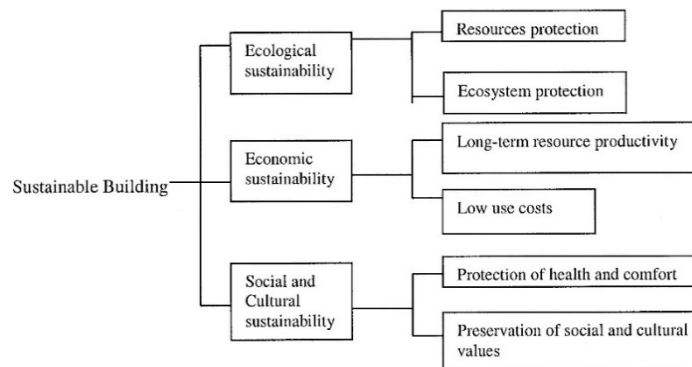 Sustainable Building
Ecological
sustainability
Resources protection
Ecosystem protection
Economic
sustainability
Long-term resource productivity
Low use costs
Social and
Cultural
sustainability
Protection of health and comfort
Preservation of social and cultural
values